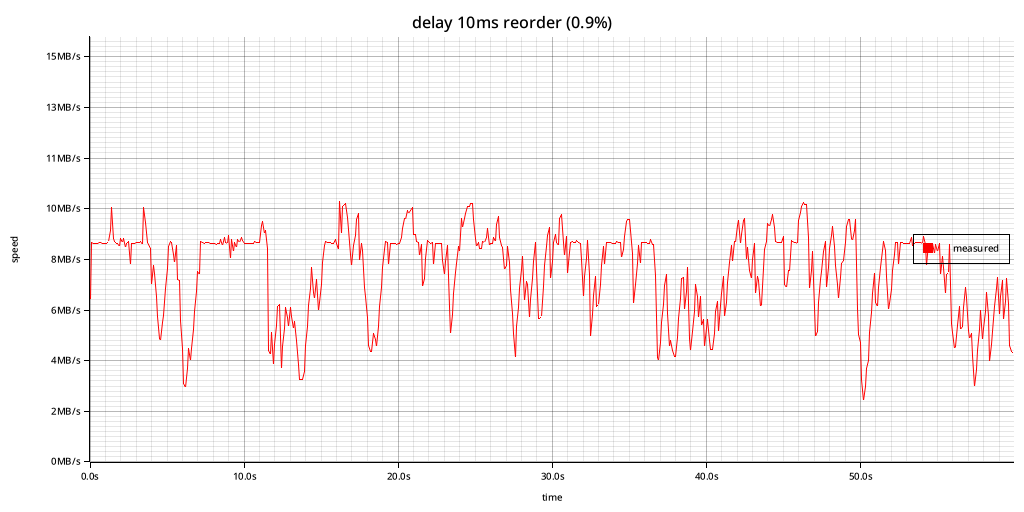 delay 10ms reorder (0.9%)
15MB/s
13MB/s
11MB/s
10MB/s
8MB/s
6MB/s
4MB/s
2MB/s
0MB/s
speed
measured
0.0s 10.0s 20.0s 30.0s 40.0s 50.0s
time